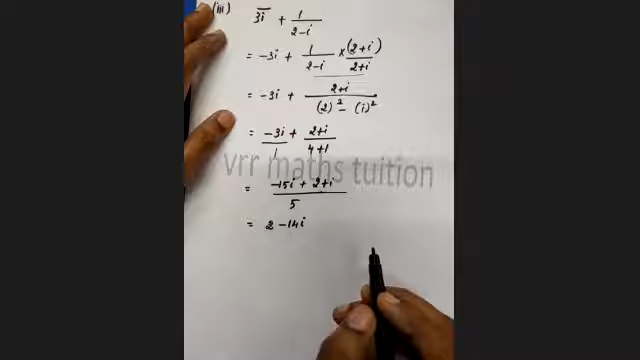 (iii) 3i̅ + 1/(2-i)
= -3i + 1/(2-i) × (2+i)/(2+i)
= -3i + (2+i)/((2)² - (i)²)
= -3i/1 + (2+i)/(4+1)
vrr maths tuition
= (-15i + 2+i)/5
= 2 -14i